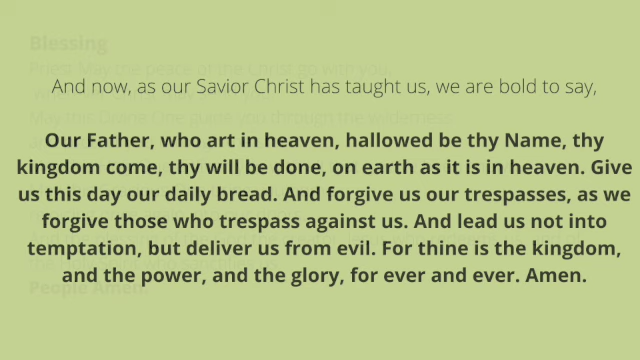 Blessing
And now, as our Savior Christ has taught us, we are bold to say,
Our Father, who art in heaven, hallowed be thy Name, thy
kingdom come, thy will be done, on earth as it is in heaven. Give
us this day our daily bread. And forgive us our trespasses, as we
forgive those who trespass against us. And lead us not into
temptation, but deliver us from evil. For thine is the kingdom,
and the power, and the glory, for ever and ever. Amen.
People Amen.